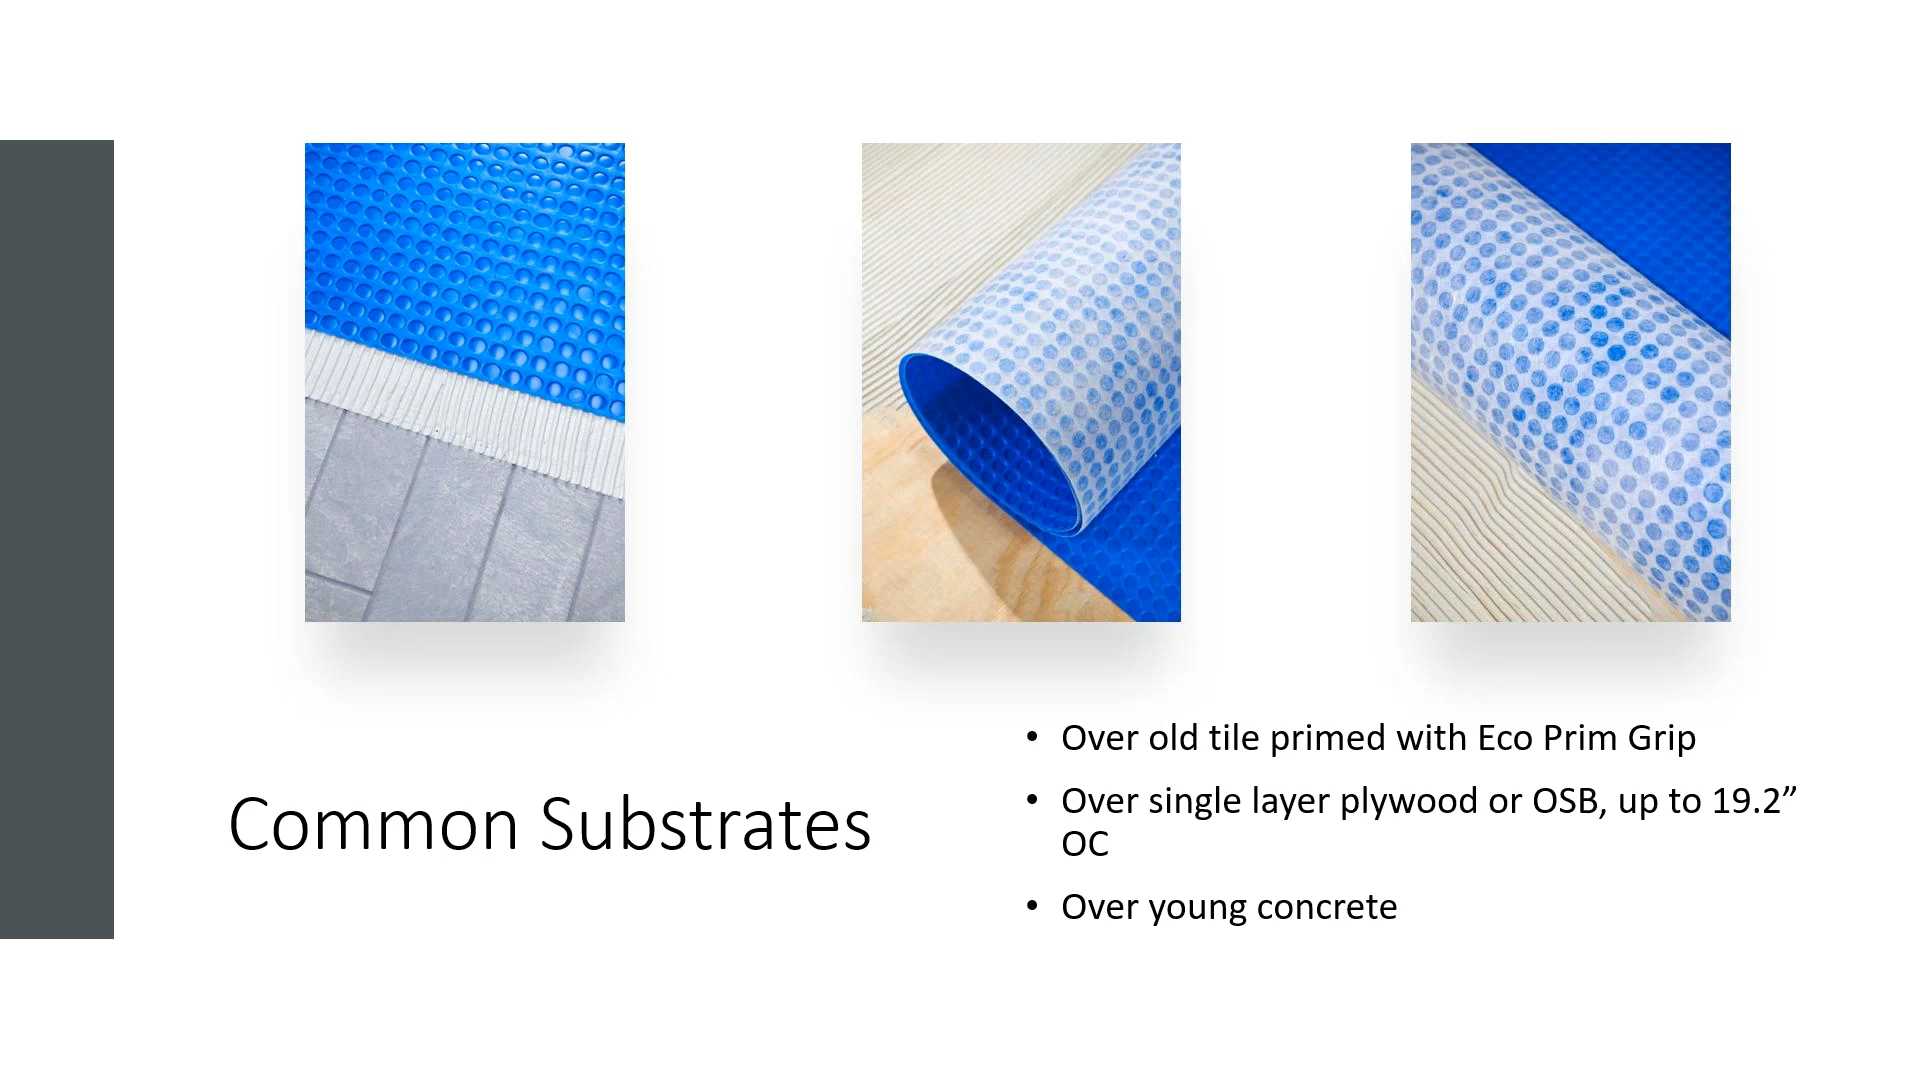 Common Substrates
• Over old tile primed with Eco Prim Grip
• Over single layer plywood or OSB, up to 19.2”
OC
• Over young concrete